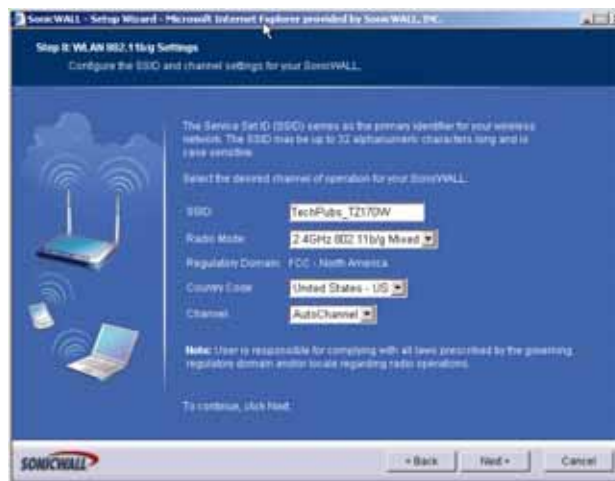 SonicWALL - Setup Wizard - Microsoft Internet Explorer provided by SonicWALL, INC.
Step 8: WLAN 802.11b/g Settings
Configure the SSID and channel settings for your SonicWALL.
The Service Set ID (SSID) serves as the primary identifier for your wireless
network. The SSID may be up to 32 alphanumeric characters long and is
case sensitive.
Select the desired channel of operation for your SonicWALL.
SSID: TechPubs_TZ170W
Radio Mode: 2.4GHz 802.11b/g Mixed
Regulatory Domain: FCC - North America
Country Code: United States - US
Channel: AutoChannel
Note: User is responsible for complying with all laws prescribed by the governing
regulatory domain and/or locale regarding radio operations.
To continue, click Next.
SONICWALL
< Back Next > Cancel